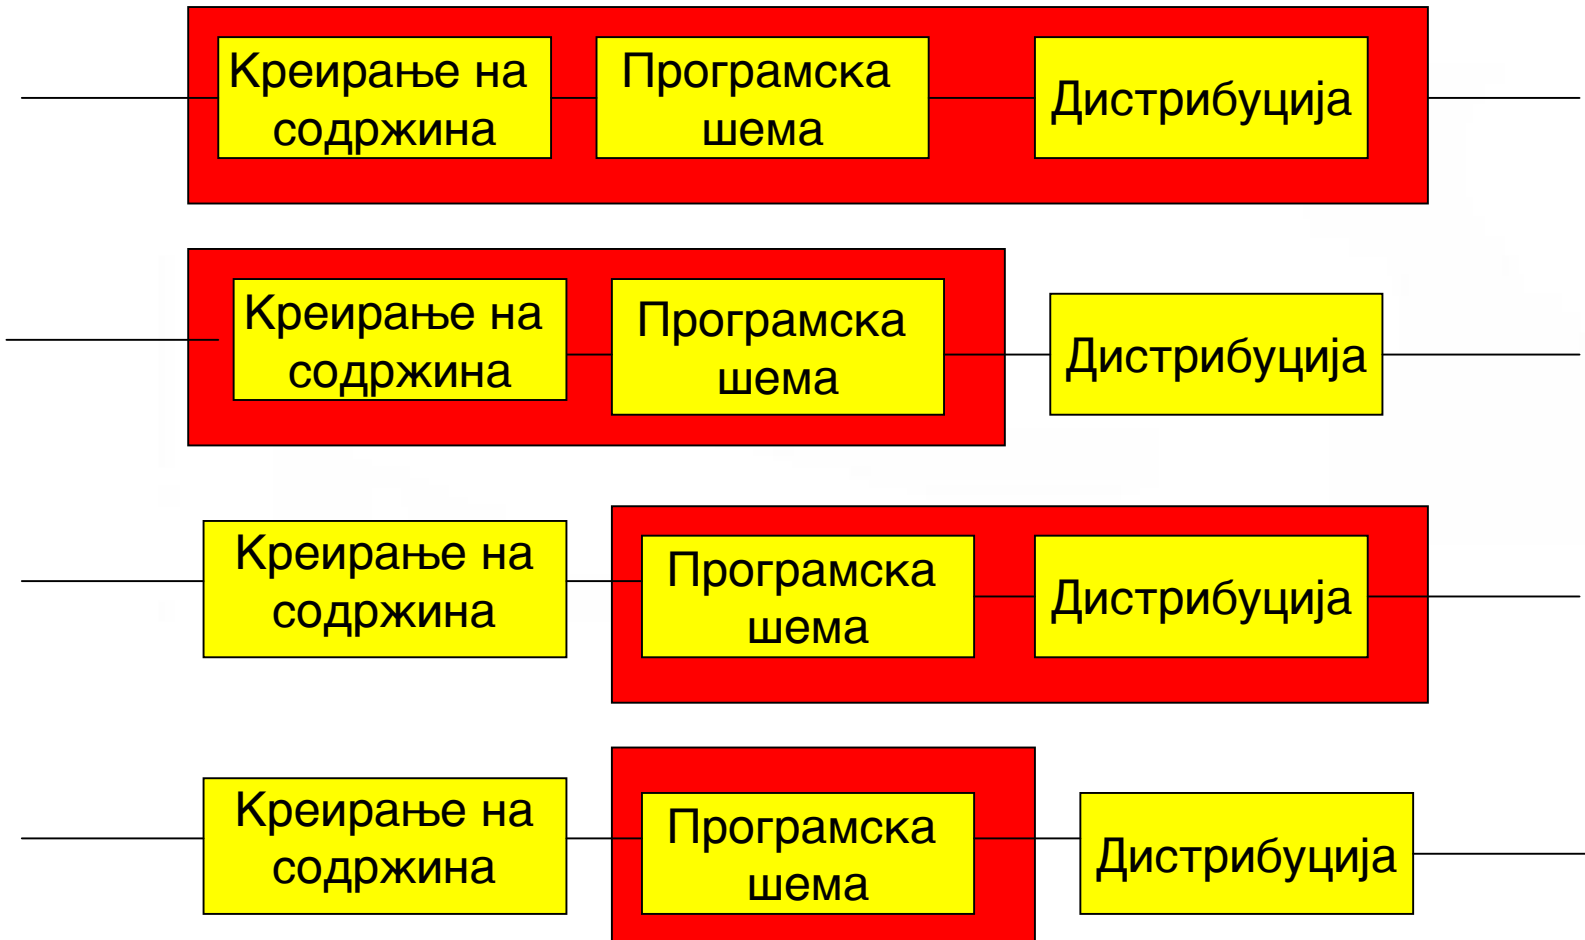 Креирање на
содржина
Програмска
шема
Дистрибуција
Креирање на
содржина
Програмска
шема
Дистрибуција
Креирање на
содржина
Програмска
шема
Дистрибуција
Креирање на
содржина
Програмска
шема
Дистрибуција